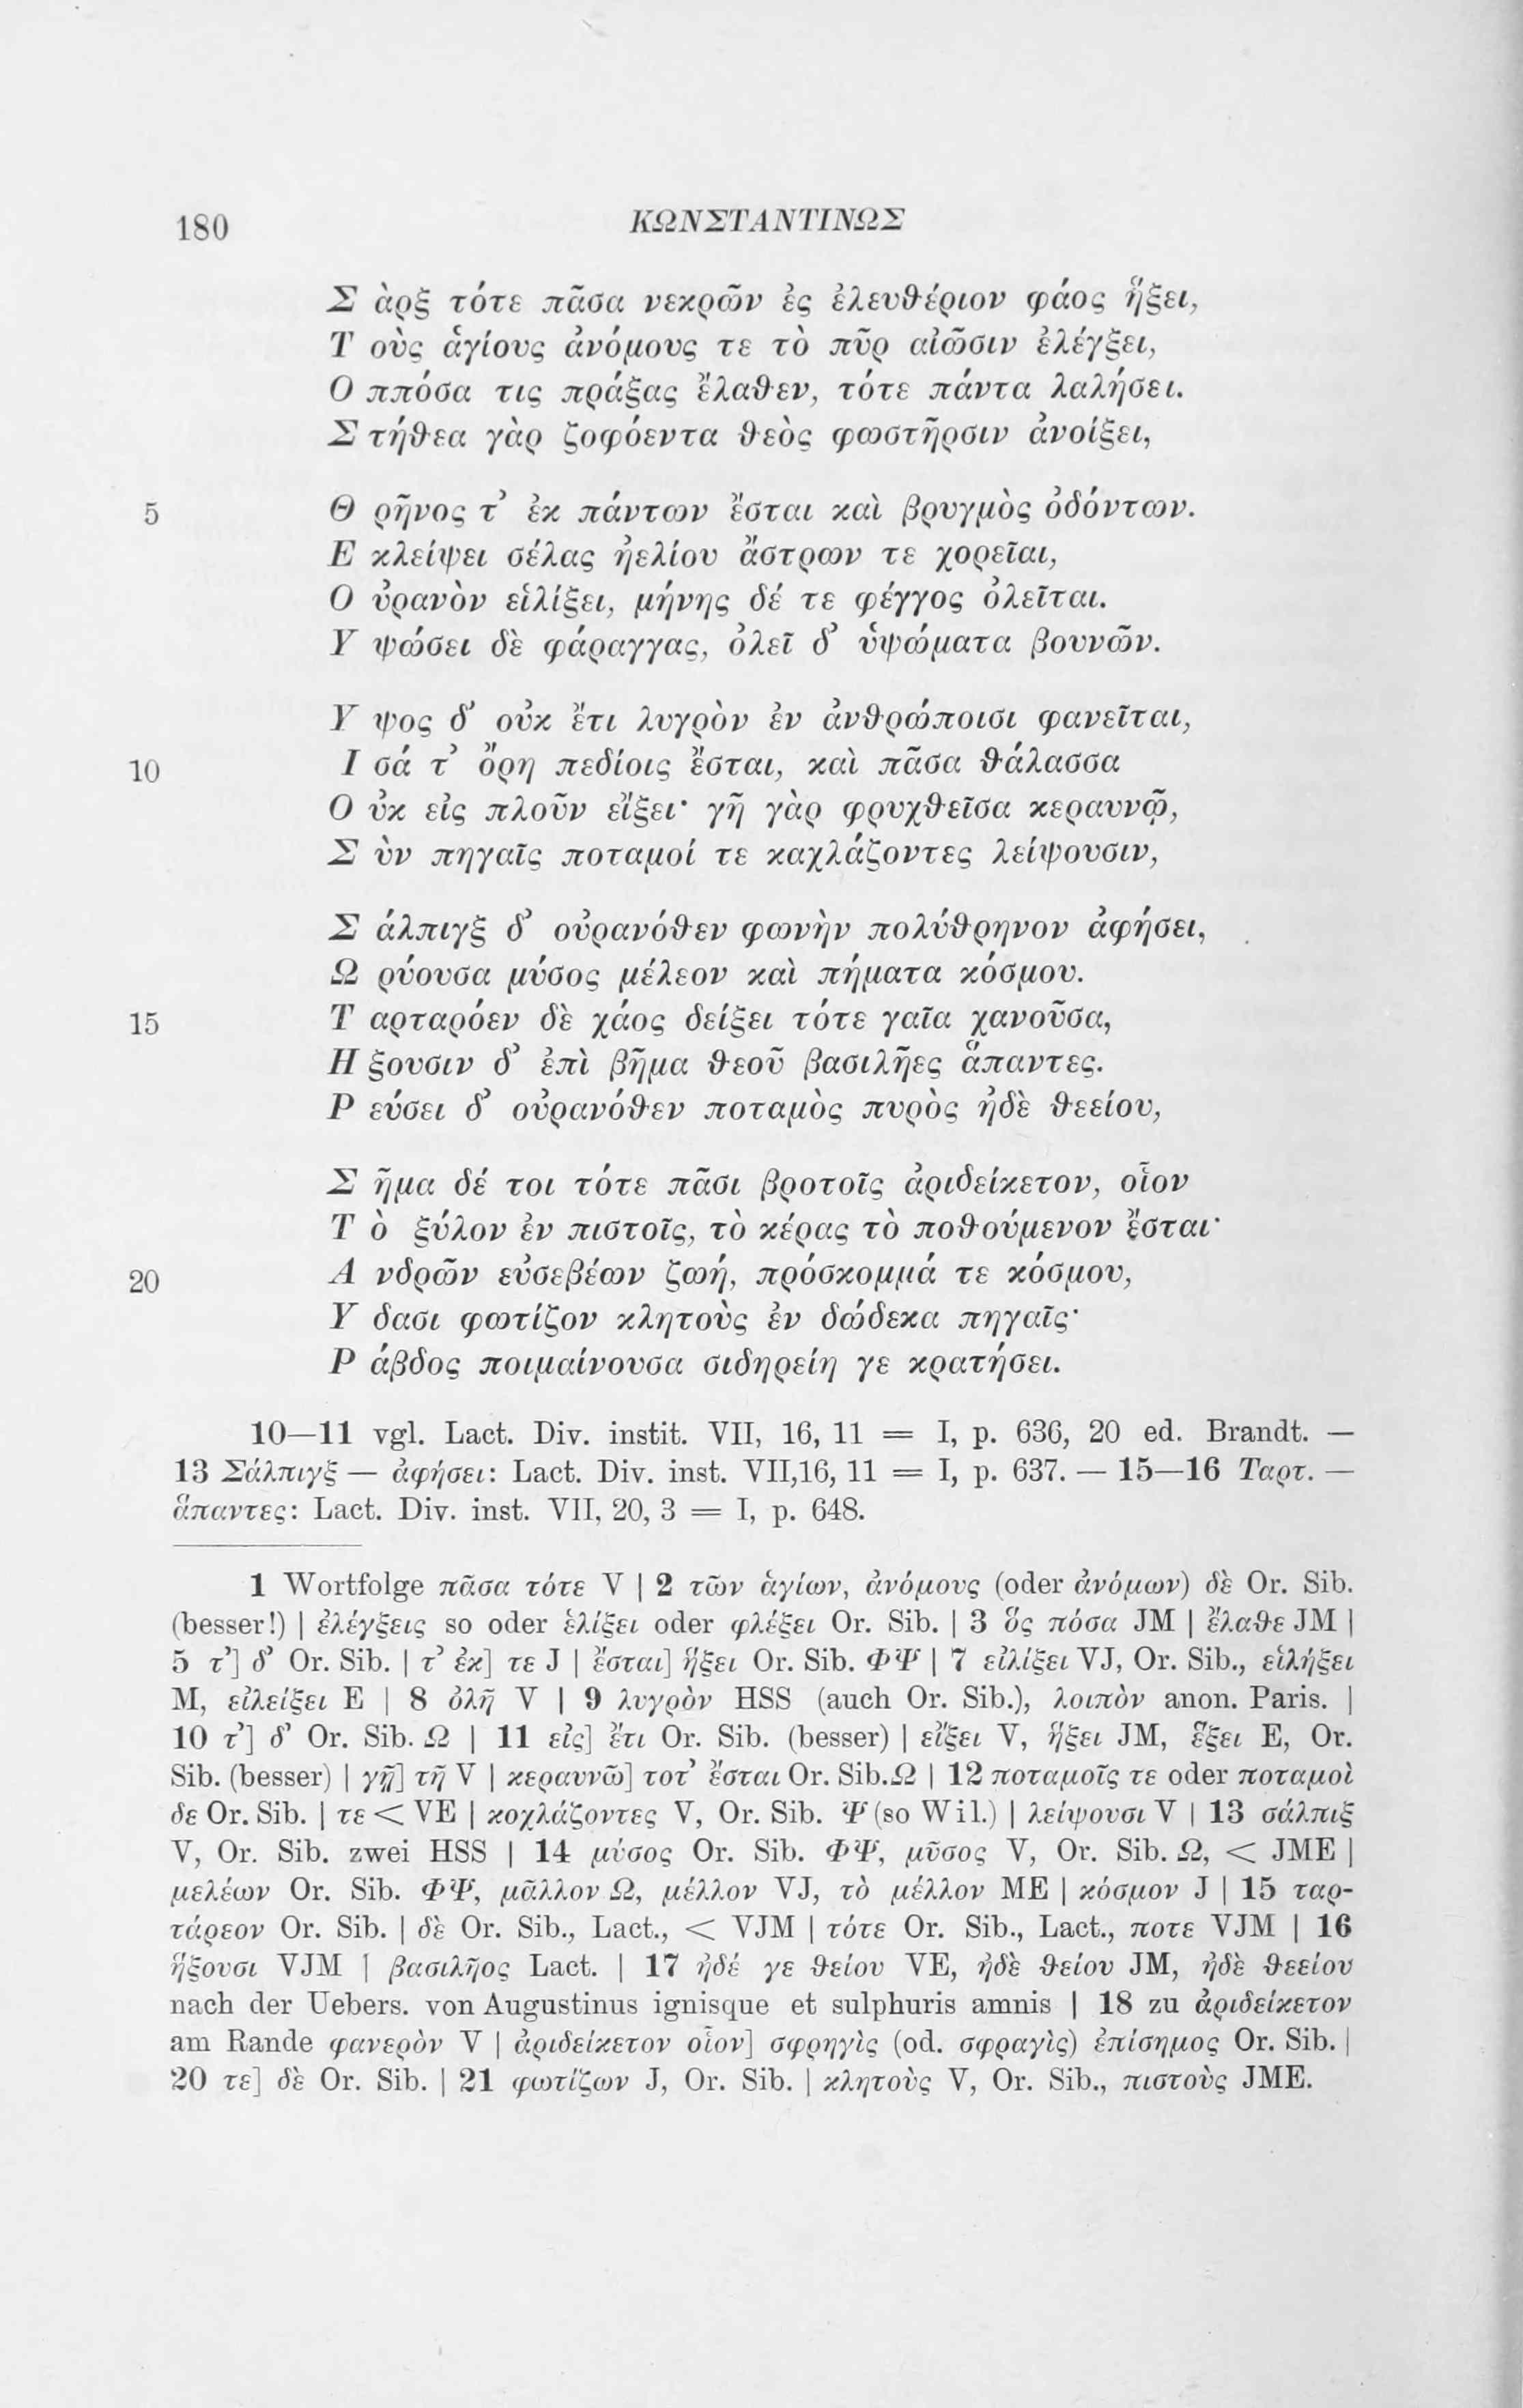 180 ΚΩΝΣΤΑΝΤΙΝΩΣ
Σ ὰρξ τότε πᾶσα νεκρῶν ἐς ἐλευθέριον φάος ἥξει,
Τ οὺς ἁγίους ἀνόμους τε τὸ πῦρ αἰῶσιν ἐλέγξει,
Ο ππόσα τις πράξας ἔλαθεν, τότε πάντα λαλήσει.
Σ τήθεα γὰρ ζοφόεντα θεὸς φωστῆρσιν ἀνοίξει,
5 Θ ρῆνος τ’ ἐκ πάντων ἔσται καὶ βρυγμὸς ὀδόντων.
Ε κλείψει σέλας ἠελίου ἄστρων τε χορεῖαι,
Ο ὐρανὸν εἱλίξει, μήνης δέ τε φέγγος ὀλεῖται.
Υ ψώσει δὲ φάραγγας, ὀλεῖ δ’ ὑψώματα βουνῶν.
Υ ψος δ’ οὐκ ἔτι λυγρὸν ἐν ἀνθρώποισι φανεῖται,
10 Ι σά τ’ ὄρη πεδίοις ἔσται, καὶ πᾶσα θάλασσα
Ο ὐκ εἰς πλοῦν εἴξει· γῆ γὰρ φρυχθεῖσα κεραυνῷ,
Σ ὺν πηγαῖς ποταμοί τε καχλάζοντες λείψουσιν,
Σ άλπιγξ δ’ οὐρανόθεν φωνὴν πολύθρηνον ἀφήσει,
Ω ρύουσα μύσος μέλεον καὶ πήματα κόσμου.
15 Τ αρταρόεν δὲ χάος δείξει τότε γαῖα χανοῦσα,
Η ξουσιν δ’ ἐπὶ βῆμα θεοῦ βασιλῆες ἅπαντες.
Ρ εύσει δ’ οὐρανόθεν ποταμὸς πυρὸς ἠδὲ θεείου,
Σ ῆμα δέ τοι τότε πᾶσι βροτοῖς ἀριδείκετον, οἷον
Τ ὸ ξύλον ἐν πιστοῖς, τὸ κέρας τὸ ποθούμενον ἔσται·
20 Α νδρῶν εὐσεβέων ζωή, πρόσκομμά τε κόσμου,
Υ δασι φωτίζον κλητοὺς ἐν δώδεκα πηγαῖς·
Ρ άβδος ποιμαίνουσα σιδηρείη γε κρατήσει.
10—11 vgl. Lact. Div. instit. VII, 16, 11 = I, p. 636, 20 ed. Brandt. —
13 Σάλπιγξ — ἀφήσει: Lact. Div. inst. VII,16, 11 = I, p. 637. — 15—16 Ταρτ. —
ἅπαντες: Lact. Div. inst. VII, 20, 3 = I, p. 648.
1 Wortfolge πᾶσα τότε V | 2 τῶν ἁγίων, ἀνόμους (oder ἀνόμων) δὲ Or. Sib.
(besser!) | ἐλέγξεις so oder ἑλίξει oder φλέξει Or. Sib. | 3 ὅς πόσα JM | ἔλαθε JM |
5 τ’] δ’ Or. Sib. | τ’ ἐκ] τε J | ἔσται] ἥξει Or. Sib. ΦΨ | 7 εἰλίξει VJ, Or. Sib., εἱλήξει
M, εἰλείξει E | 8 ὀλῆ V | 9 λυγρὸν HSS (auch Or. Sib.), λοιπὸν anon. Paris. |
10 τ’] δ’ Or. Sib. Ω | 11 εἰς] ἔτι Or. Sib. (besser) | εἴξει V, ἥξει JM, ἕξει E, Or.
Sib. (besser) | γῆ] τῆ V | κεραυνῶ] τοτ’ ἔσται Or. Sib.Ω | 12 ποταμοῖς τε oder ποταμοὶ
δε Or. Sib. | τε < VE | κοχλάζοντες V, Or. Sib. Ψ (so Wil.) | λείψουσι V | 13 σάλπιξ
V, Or. Sib. zwei HSS | 14 μύσος Or. Sib. ΦΨ, μῦσος V, Or. Sib. Ω, < JME |
μελέων Or. Sib. ΦΨ, μᾶλλον Ω, μέλλον VJ, τὸ μέλλον ME | κόσμον J | 15 ταρ-
τάρεον Or. Sib. | δὲ Or. Sib., Lact., < VJM | τότε Or. Sib., Lact., ποτε VJM | 16
ἥξουσι VJM | βασιλῆος Lact. | 17 ἠδέ γε θείου VE, ἠδὲ θείου JM, ἠδὲ θεείου
nach der Uebers. von Augustinus ignisque et sulphuris amnis | 18 zu ἀριδείκετον
am Rande φανερὸν V | ἀριδείκετον οἷον] σφρηγὶς (od. σφραγὶς) ἐπίσημος Or. Sib. |
20 τε] δὲ Or. Sib. | 21 φωτίζων J, Or. Sib. | κλητοὺς V, Or. Sib., πιστοὺς JME.